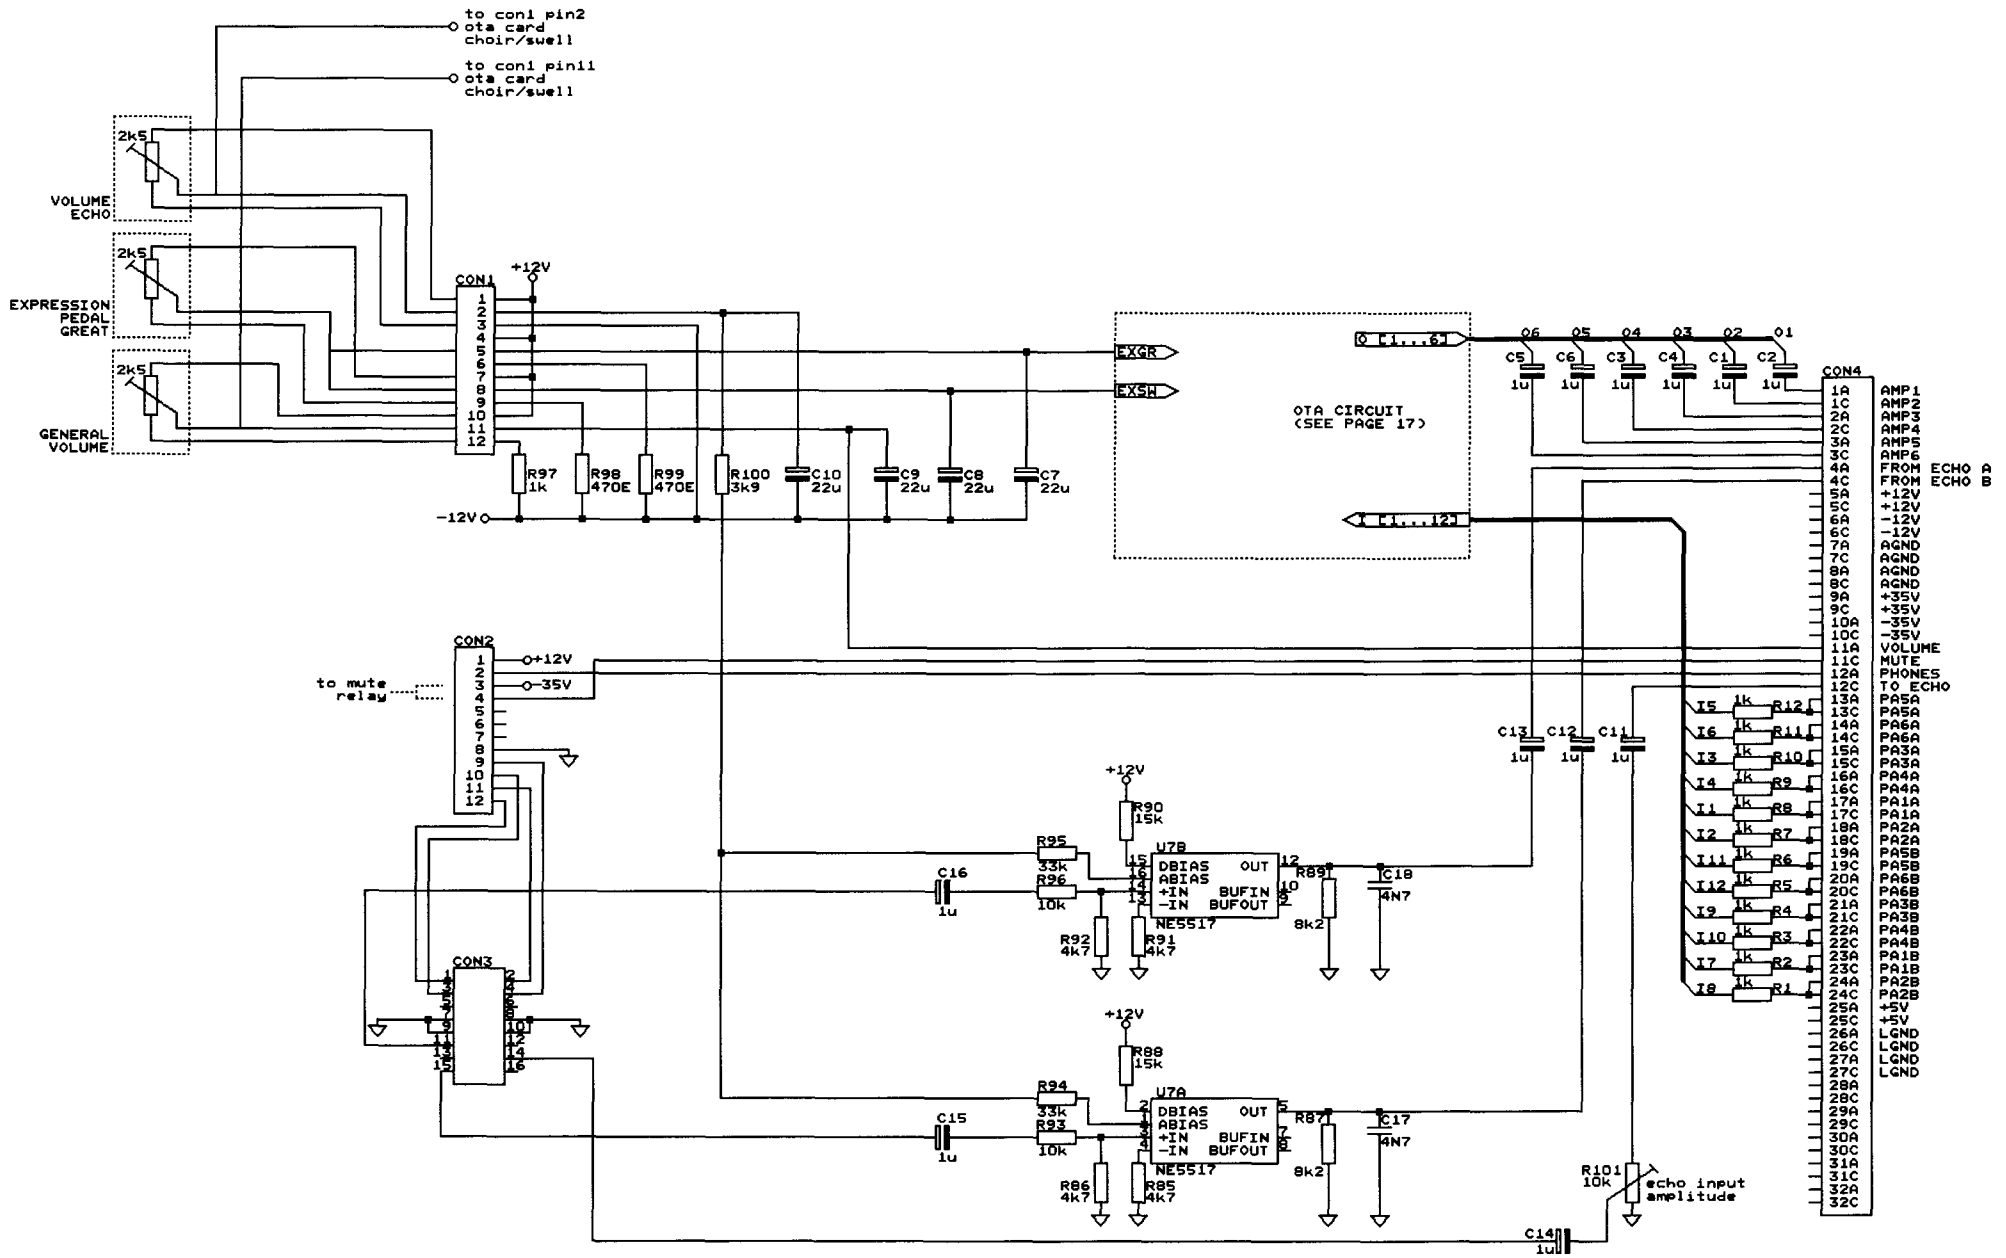 to con1 pin2
ota card
choir/swell
to con1 pin11
ota card
choir/swell
2k5
VOLUME
ECHO
2k5
EXPRESSION
PEDAL
GREAT
2k5
GENERAL
VOLUME
CON1
+12V
1
2
3
4
5
6
7
8
9
10
11
12
R97
1k
R98
470E
R99
470E
R100
3k9
C10
22u
C9
22u
C8
22u
C7
22u
-12V
EXGR
EXSW
O [1...6]
OTA CIRCUIT
(SEE PAGE 17)
I [1...12]
O6 O5 O4 O3 O2 O1
C5
1u
C6
1u
C3
1u
C4
1u
C1
1u
C2
1u
CON4
1A AMP1
1C AMP2
2A AMP3
2C AMP4
3A AMP5
3C AMP6
4A FROM ECHO A
4C FROM ECHO B
5A +12V
5C +12V
6A -12V
6C -12V
7A AGND
7C AGND
8A AGND
8C AGND
9A +35V
9C +35V
10A -35V
10C -35V
11A VOLUME
11C MUTE
12A PHONES
12C TO ECHO
13A PA5A
13C PA5A
14A PA6A
14C PA6A
15A PA3A
15C PA3A
16A PA4A
16C PA4A
17A PA1A
17C PA1A
18A PA2A
18C PA2A
19A PA5B
19C PA5B
20A PA6B
20C PA6B
21A PA3B
21C PA3B
22A PA4B
22C PA4B
23A PA1B
23C PA1B
24A PA2B
24C PA2B
25A +5V
25C +5V
26A LGND
26C LGND
27A LGND
27C LGND
28A
28C
29A
29C
30A
30C
31A
31C
32A
32C
I5 1k R12
I6 1k R11
I3 1k R10
I4 1k R9
I1 1k R8
I2 1k R7
I11 1k R6
I12 1k R5
I9 1k R4
I10 1k R3
I7 1k R2
I8 1k R1
CON2
1
2
3
4
5
6
7
8
9
10
11
12
+12V
-35V
to mute
relay
C13
1u
C12
1u
C11
1u
+12V
R90
15k
R95
33k
R96
10k
C16
1u
R92
4k7
R91
4k7
U7B
15 DBIAS OUT 12
16 ABIAS
14 +IN BUFIN 10
13 -IN BUFOUT 9
NE5517
R89
8k2
C18
4N7
CON3
1 2
3 4
5 6
7 8
9 10
11 12
13 14
15 16
+12V
R88
15k
R94
33k
R93
10k
C15
1u
R86
4k7
R85
4k7
U7A
2 DBIAS OUT 5
1 ABIAS
3 +IN BUFIN 7
4 -IN BUFOUT 8
NE5517
R87
8k2
C17
4N7
R101
10k
echo input
amplitude
C14
1u